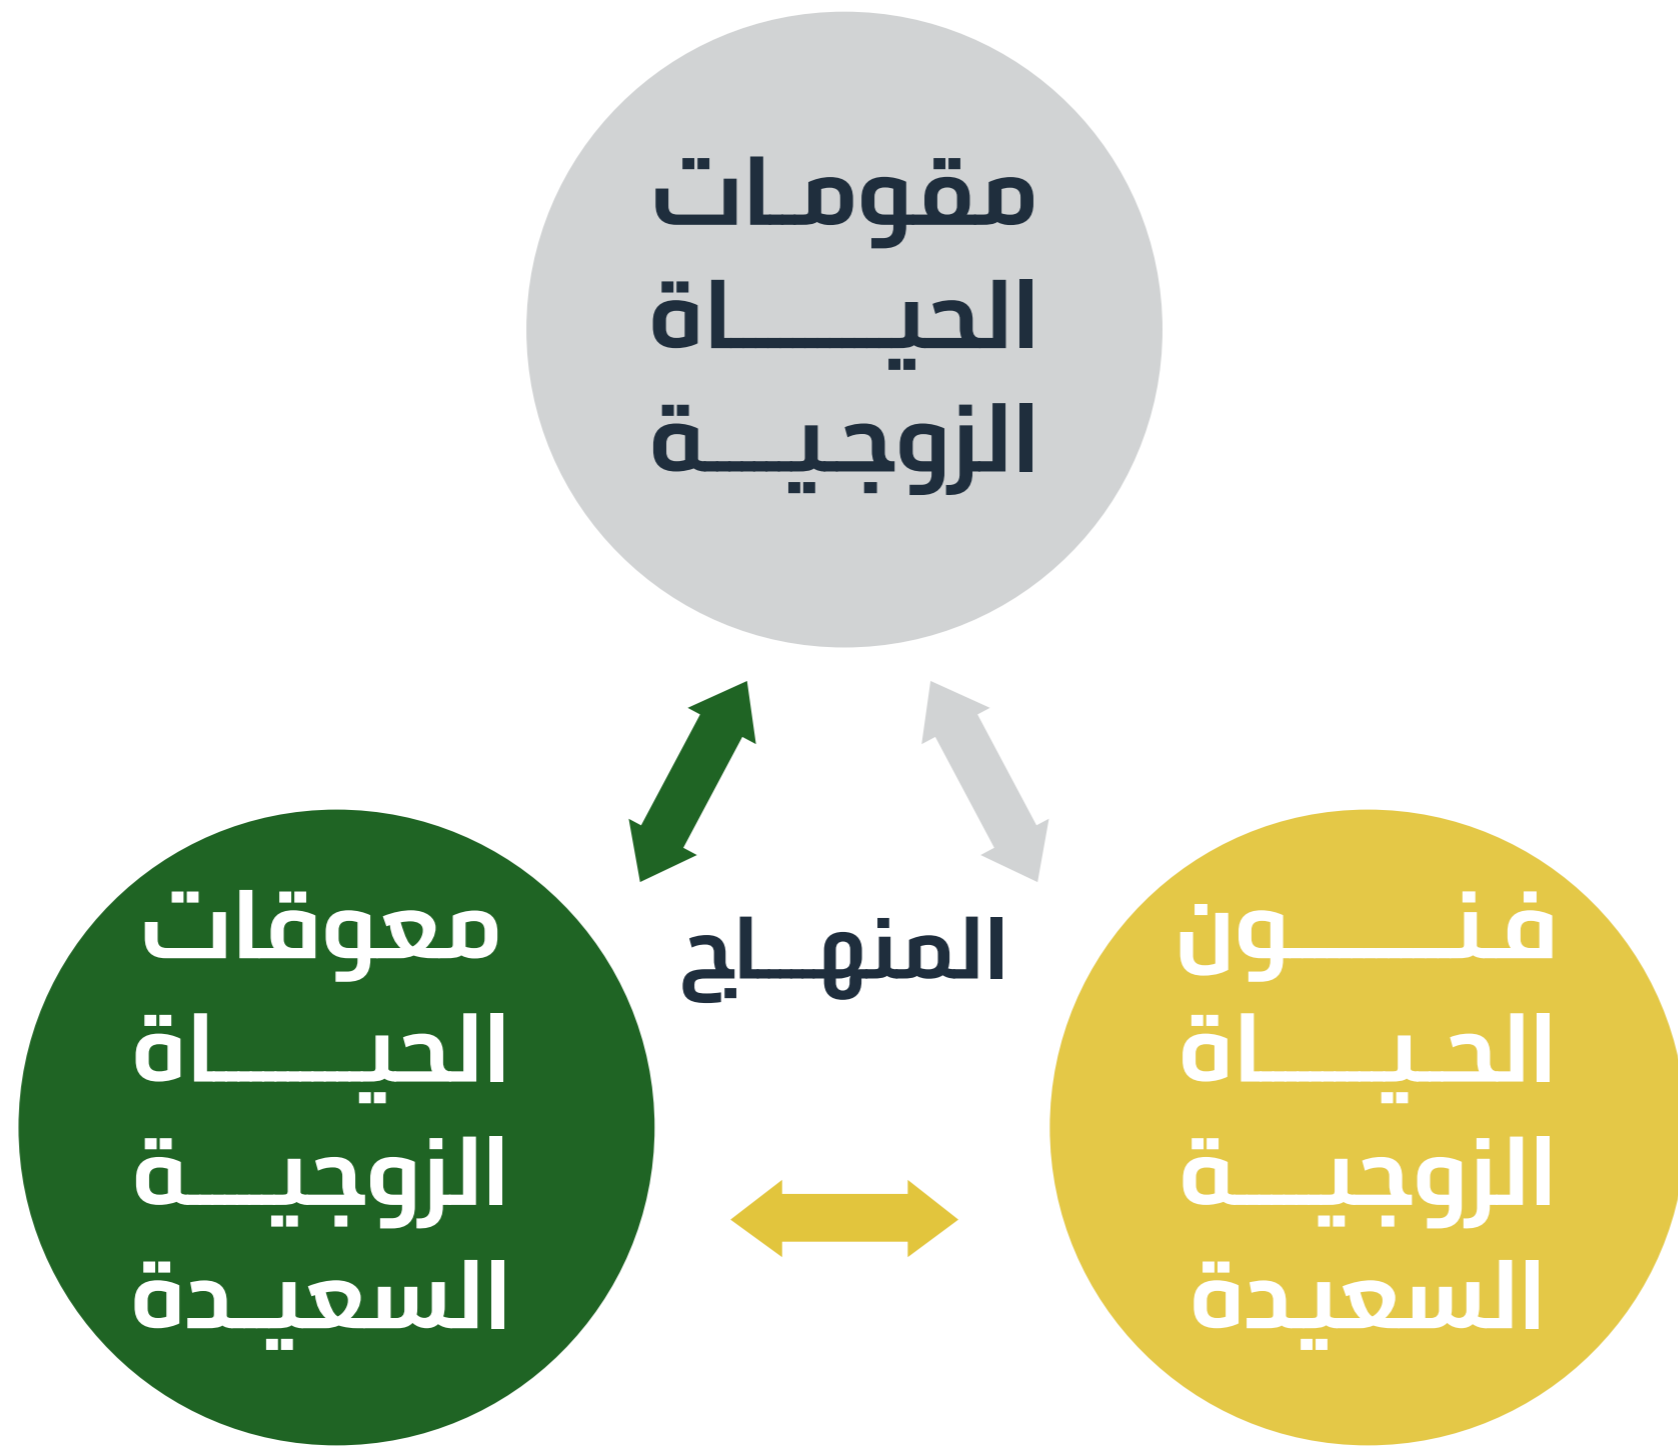 مقومات
الحياة
الزوجية
المنهاج
فنون
الحياة
الزوجية
السعيدة
معوقات
الحياة
الزوجية
السعيدة